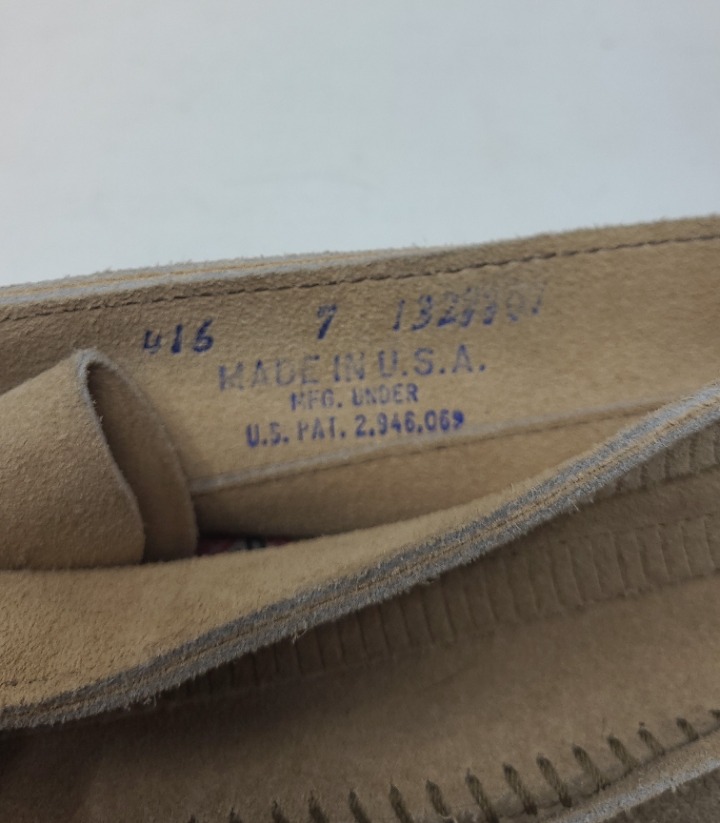 416 7
MADE IN U.S.A.
MFG. UNDER
U.S. PAT. 2,946,069